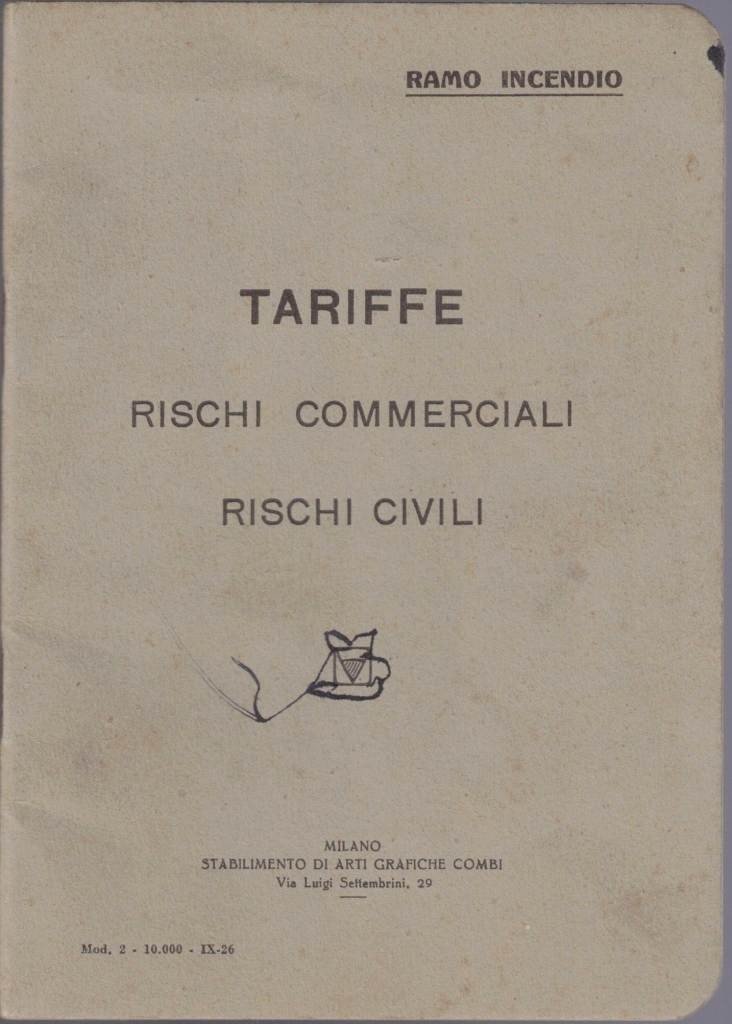 RAMO INCENDIO
TARIFFE
RISCHI COMMERCIALI
RISCHI CIVILI
MILANO
STABILIMENTO DI ARTI GRAFICHE COMBI
Via Luigi Settembrini, 29
Mod. 2 - 10.000 - IX-26